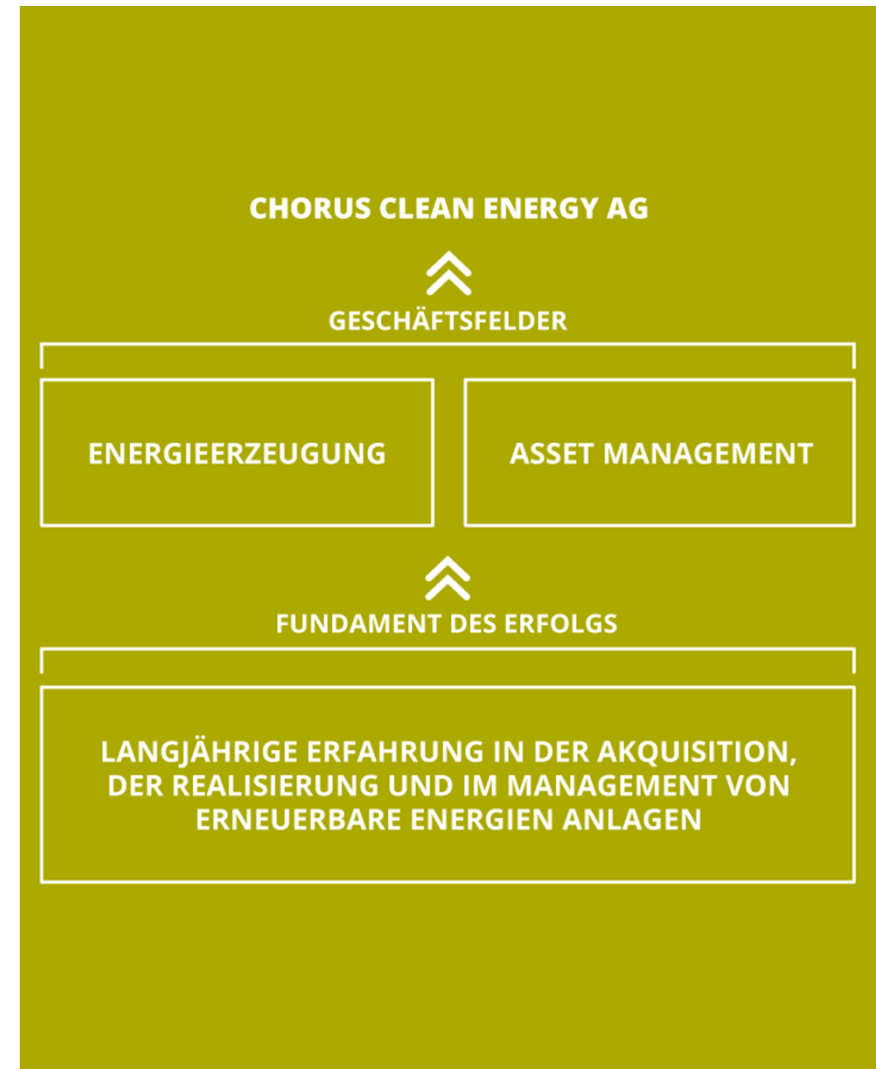 CHORUS CLEAN ENERGY AG
GESCHÄFTSFELDER
ENERGIEERZEUGUNG
ASSET MANAGEMENT
FUNDAMENT DES ERFOLGS
LANGJÄHRIGE ERFAHRUNG IN DER AKQUISITION,
DER REALISIERUNG UND IM MANAGEMENT VON
ERNEUERBARE ENERGIEN ANLAGEN